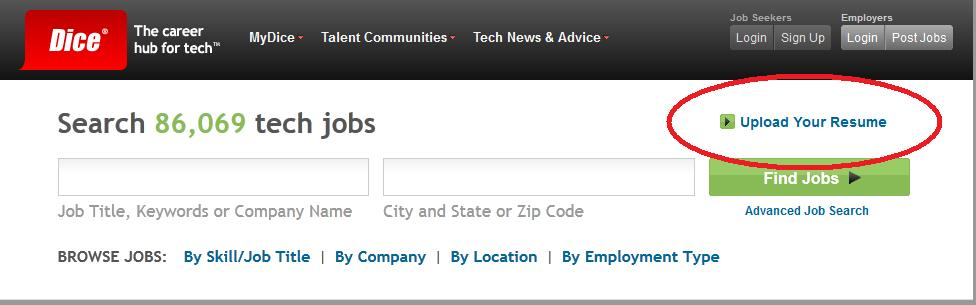 Dice®
The career
hub for tech™
MyDice
Talent Communities
Tech News & Advice
Job Seekers
Login
Sign Up
Employers
Login
Post Jobs
Search 86,069 tech jobs
Upload Your Resume
Find Jobs
Job Title, Keywords or Company Name
City and State or Zip Code
Advanced Job Search
BROWSE JOBS: By Skill/Job Title | By Company | By Location | By Employment Type